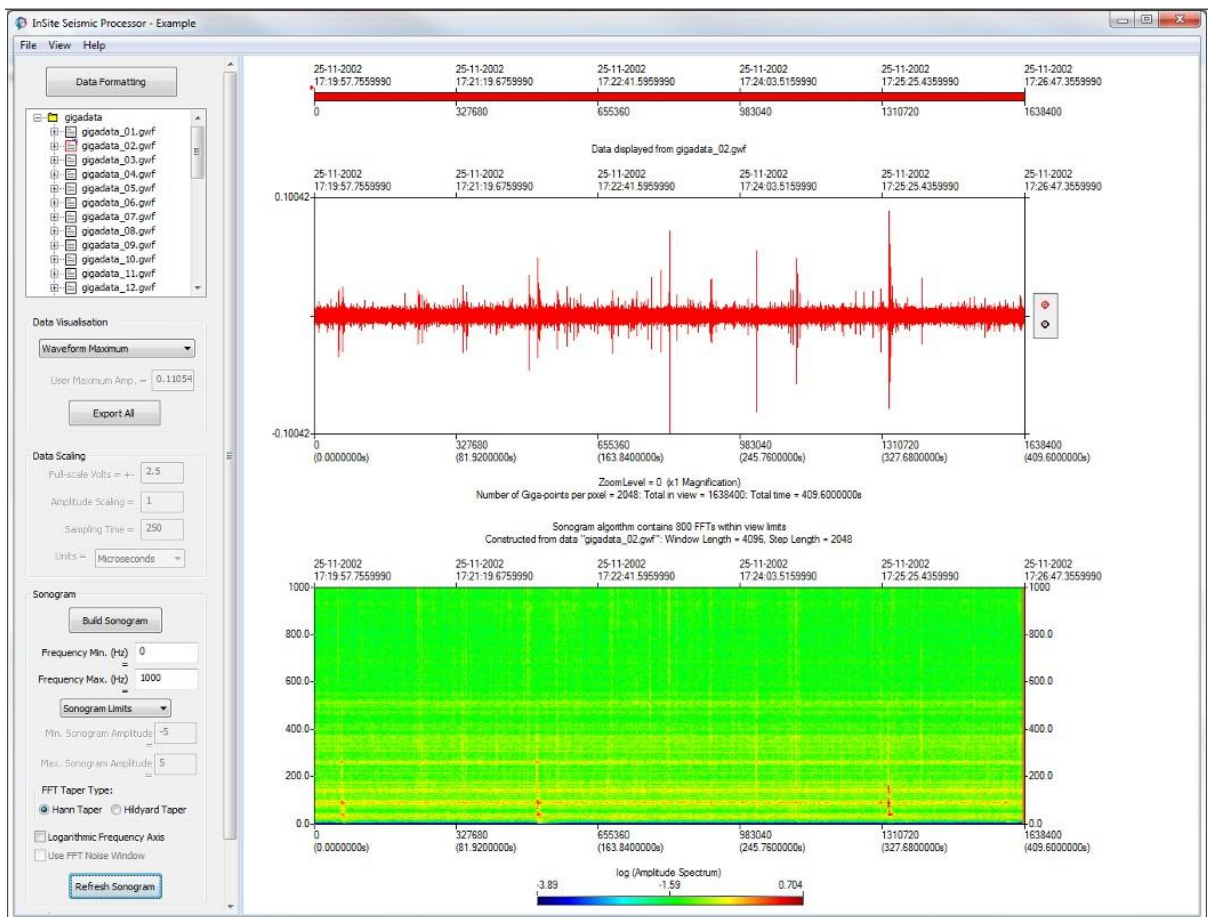 InSite Seismic Processor - Example
File View Help
Data Formatting
gigadata
gigadata_01.gwf
gigadata_02.gwf
gigadata_03.gwf
gigadata_04.gwf
gigadata_05.gwf
gigadata_06.gwf
gigadata_07.gwf
gigadata_08.gwf
gigadata_09.gwf
gigadata_10.gwf
gigadata_11.gwf
gigadata_12.gwf
Data Visualisation
Waveform Maximum
User Maximum Amp. = 0.11054
Export All
Data Scaling
Full-scale Volts = +- 2.5
Amplitude Scaling = 1
Sampling Time = 250
Units = Microseconds
Sonogram
Build Sonogram
Frequency Min. (Hz) = 0
Frequency Max. (Hz) = 1000
Sonogram Limits
Min. Sonogram Amplitude = -5
Max. Sonogram Amplitude = 5
FFT Taper Type:
Hann Taper Hildyard Taper
Logarithmic Frequency Axis
Use FFT Noise Window
Refresh Sonogram
25-11-2002 25-11-2002 25-11-2002 25-11-2002 25-11-2002 25-11-2002
17:19:57.7559990 17:21:19.6759990 17:22:41.5959990 17:24:03.5159990 17:25:25.4359990 17:26:47.3559990
0 327680 655360 983040 1310720 1638400
Data displayed from gigadata_02.gwf
25-11-2002 25-11-2002 25-11-2002 25-11-2002 25-11-2002 25-11-2002
17:19:57.7559990 17:21:19.6759990 17:22:41.5959990 17:24:03.5159990 17:25:25.4359990 17:26:47.3559990
0.10042
-0.10042
0 327680 655360 983040 1310720 1638400
(0.0000000s) (81.9200000s) (163.8400000s) (245.7600000s) (327.6800000s) (409.6000000s)
ZoomLevel = 0 (x1 Magnification)
Number of Giga-points per pixel = 2048: Total in view = 1638400: Total time = 409.6000000s
Sonogram algorithm contains 800 FFTs within view limits
Constructed from data "gigadata_02.gwf": Window Length = 4096, Step Length = 2048
25-11-2002 25-11-2002 25-11-2002 25-11-2002 25-11-2002 25-11-2002
17:19:57.7559990 17:21:19.6759990 17:22:41.5959990 17:24:03.5159990 17:25:25.4359990 17:26:47.3559990
1000 1000
800.0 800.0
600.0 600.0
400.0 400.0
200.0 200.0
0.0 0.0
0 327680 655360 983040 1310720 1638400
(0.0000000s) (81.9200000s) (163.8400000s) (245.7600000s) (327.6800000s) (409.6000000s)
log (Amplitude Spectrum)
-3.89 -1.59 0.704